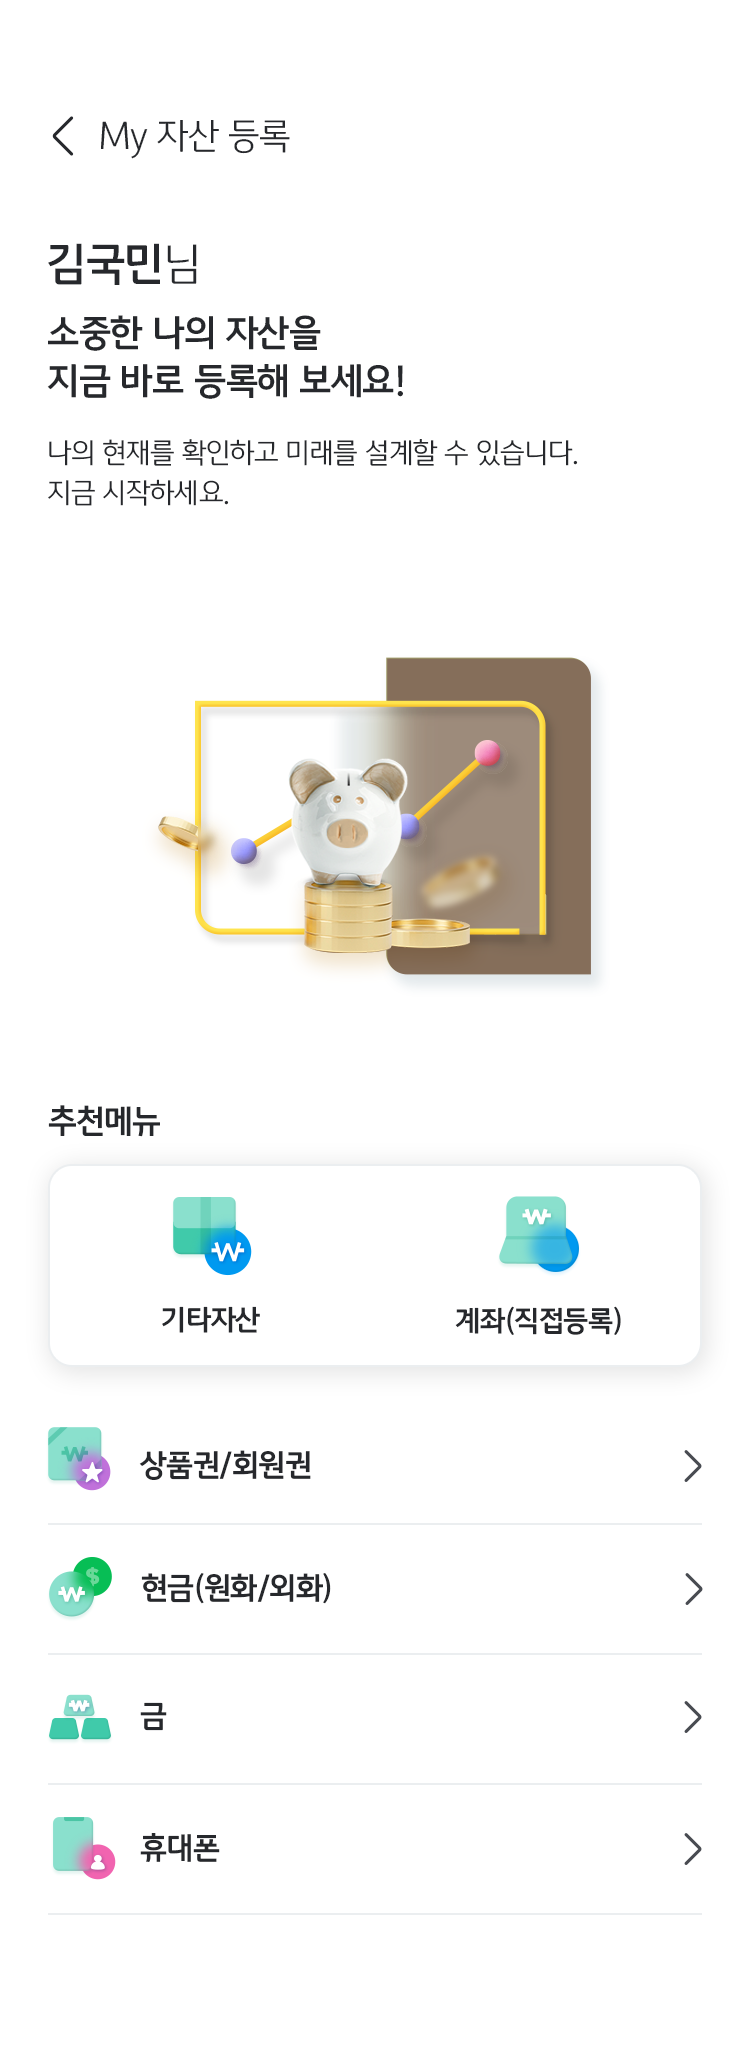 My 자산 등록
김국민님
소중한 나의 자산을
지금 바로 등록해 보세요!
나의 현재를 확인하고 미래를 설계할 수 있습니다.
지금 시작하세요.
추천메뉴
기타자산
계좌(직접등록)
상품권/회원권
현금(원화/외화)
금
휴대폰